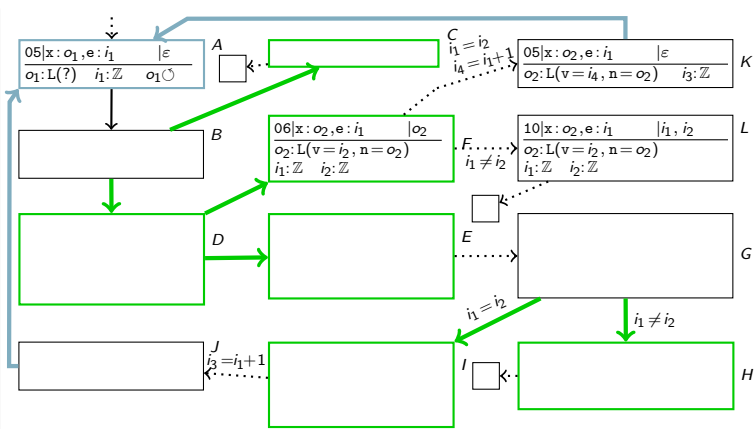 05|x : o₁, e : i₁ |ε
o₁: L(?) i₁: ℤ o₁↺
A
C
i₁ = i₂
i₄ = i₁+1
05|x : o₂, e : i₁ |ε
o₂: L(v = i₄, n = o₂) i₃: ℤ
K
B
06|x : o₂, e : i₁ |o₂
o₂: L(v = i₂, n = o₂)
i₁: ℤ i₂: ℤ
F
i₁ ≠ i₂
10|x : o₂, e : i₁ |i₁, i₂
o₂: L(v = i₂, n = o₂)
i₁: ℤ i₂: ℤ
L
D
E
G
i₁ = i₂
i₁ ≠ i₂
J
i₃ = i₁+1
I
H